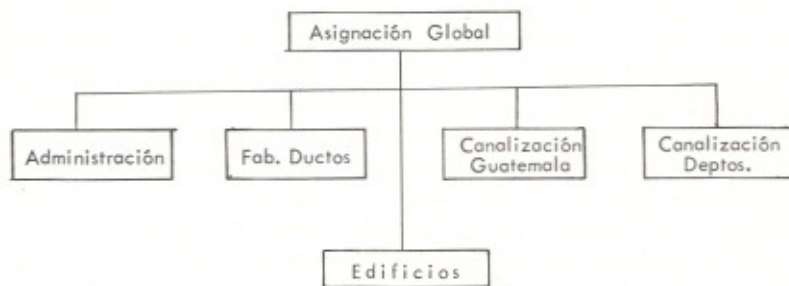 Asignación Global
Administración
Fab. Ductos
Canalización
Guatemala
Canalización
Deptos.
Edificios